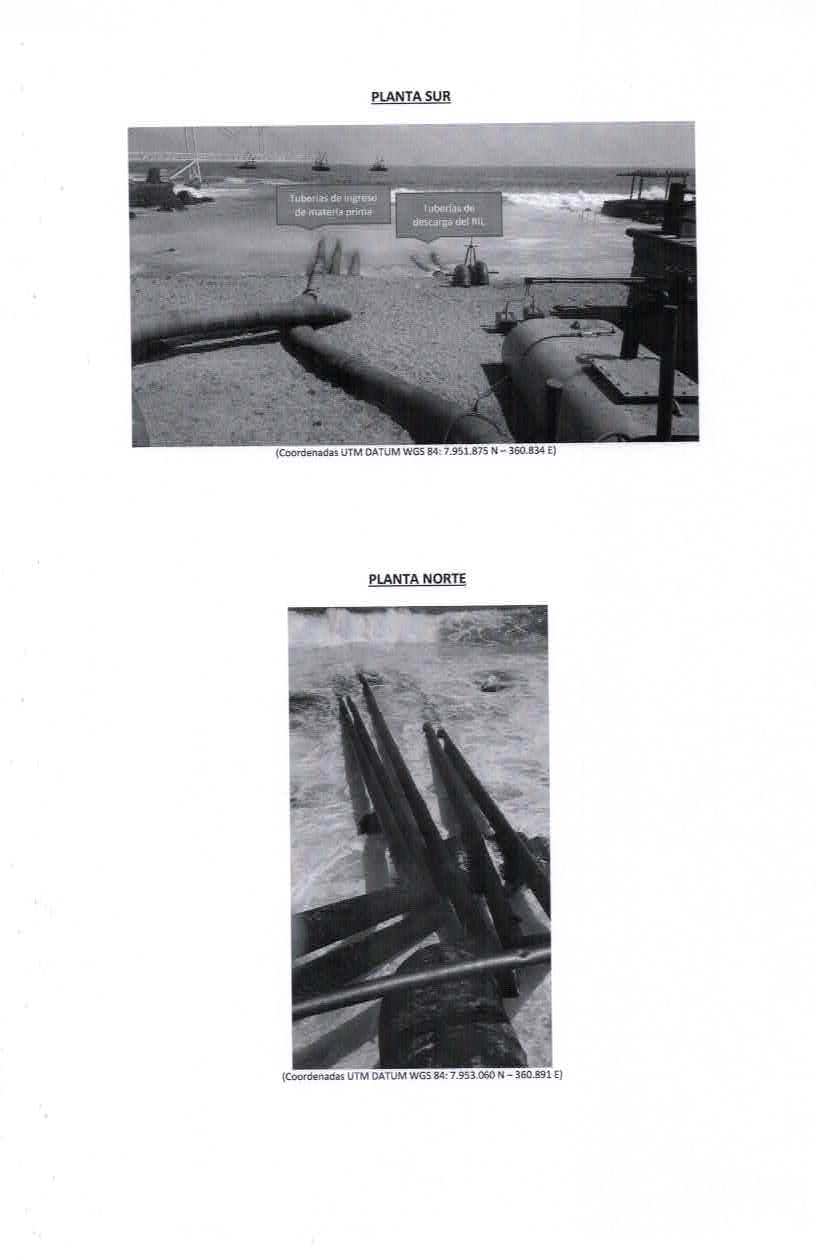 PLANTA SUR
Tuberías de ingreso
de materia prima
Tuberías de
descarga del RIL
(Coordenadas UTM DATUM WGS 84: 7.951.875 N – 360.834 E)
PLANTA NORTE
(Coordenadas UTM DATUM WGS 84: 7.953.060 N – 360.891 E)